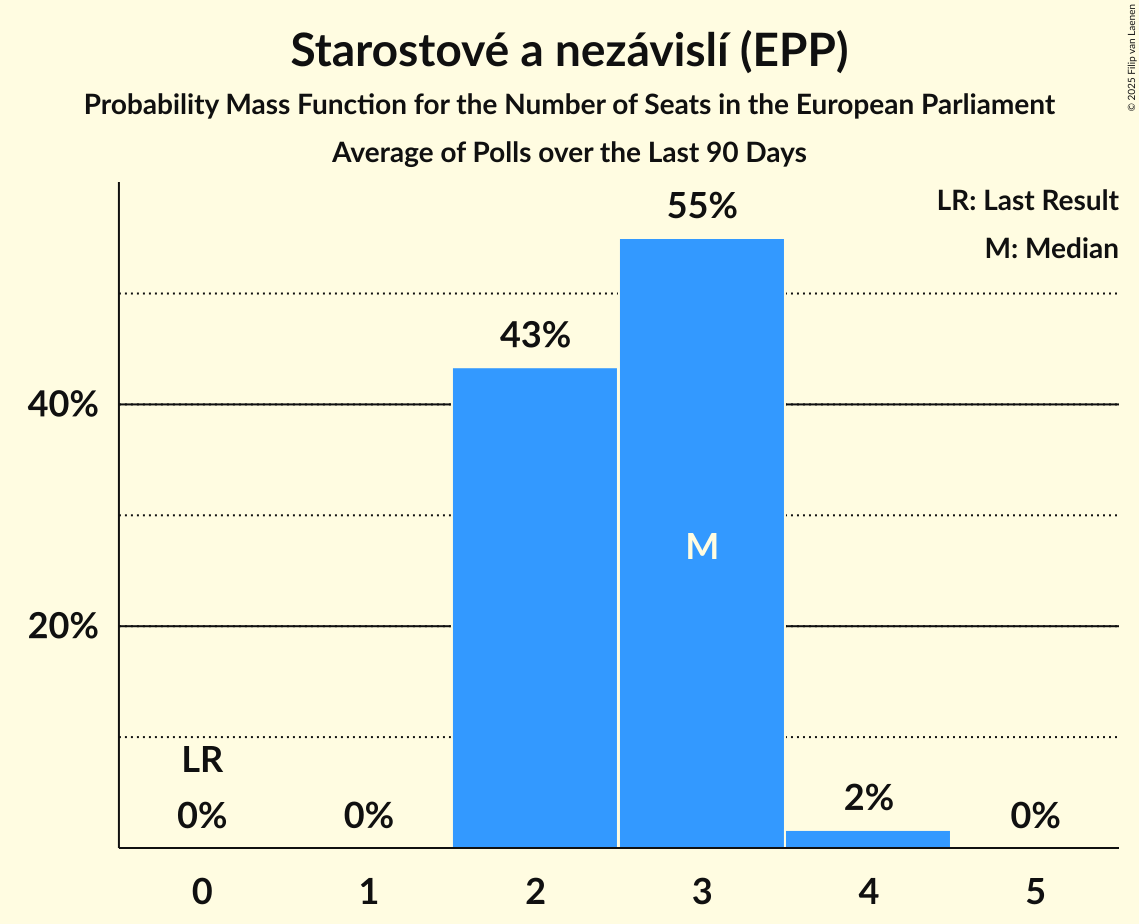 Starostové a nezávislí (EPP)
Probability Mass Function for the Number of Seats in the European Parliament
Average of Polls over the Last 90 Days
© 2025 Filip van Laenen
LR: Last Result
M: Median
55%
43%
40%
M
20%
LR
0%
0%
2%
0%
0
1
2
3
4
5